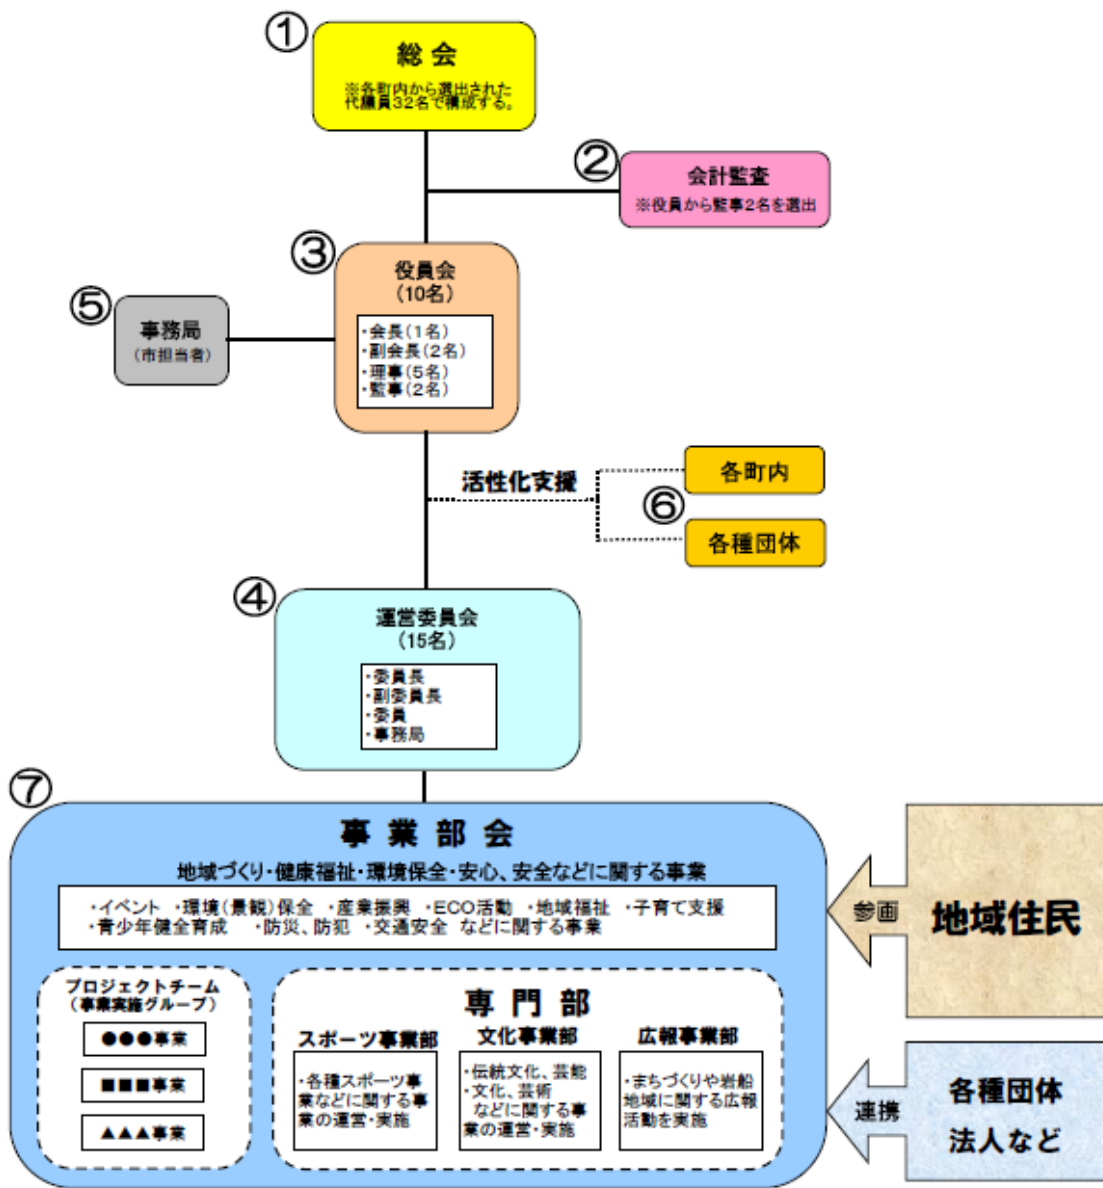 ①
総会
※各町内から選出された
代議員32名で構成する。
②
会計監査
※役員から監事2名を選出
③
役員会
(10名)
・会長(1名)
・副会長(2名)
・理事(5名)
・監事(2名)
⑤
事務局
(市担当者)
活性化支援
⑥
各町内
各種団体
④
運営委員会
(15名)
・委員長
・副委員長
・委員
・事務局
⑦
事業部会
地域づくり・健康福祉・環境保全・安心、安全などに関する事業
・イベント ・環境(景観)保全 ・産業振興 ・ECO活動 ・地域福祉 ・子育て支援
・青少年健全育成 ・防災、防犯 ・交通安全 などに関する事業
プロジェクトチーム
(事業実施グループ)
●●●事業
■■■事業
▲▲▲事業
専門部
スポーツ事業部
・各種スポーツ事
業などに関する事
業の運営・実施
文化事業部
・伝統文化、芸能
・文化、芸術
などに関する事
業の運営・実施
広報事業部
・まちづくりや岩船
地域に関する広報
活動を実施
参画
地域住民
連携
各種団体
法人など